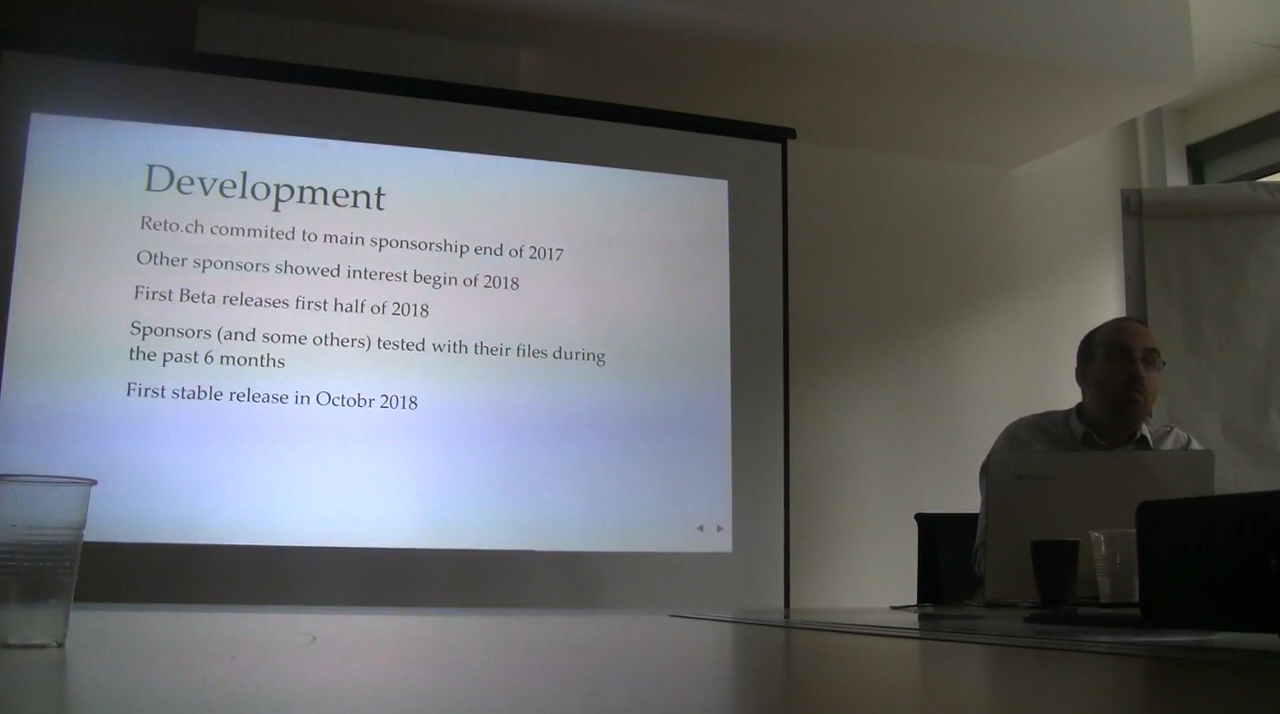 Development
Reto.ch commited to main sponsorship end of 2017
Other sponsors showed interest begin of 2018
First Beta releases first half of 2018
Sponsors (and some others) tested with their files during
the past 6 months
First stable release in Octobr 2018